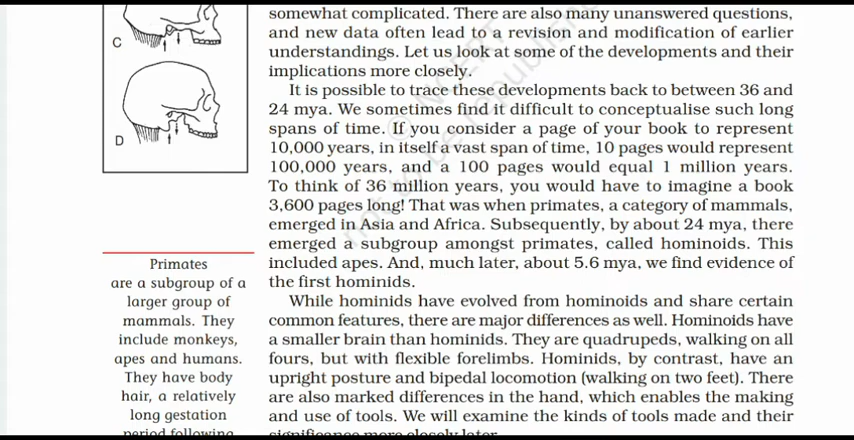 C
D
somewhat complicated. There are also many unanswered questions,
and new data often lead to a revision and modification of earlier
understandings. Let us look at some of the developments and their
implications more closely.
It is possible to trace these developments back to between 36 and
24 mya. We sometimes find it difficult to conceptualise such long
spans of time. If you consider a page of your book to represent
10,000 years, in itself a vast span of time, 10 pages would represent
100,000 years, and a 100 pages would equal 1 million years.
To think of 36 million years, you would have to imagine a book
3,600 pages long! That was when primates, a category of mammals,
emerged in Asia and Africa. Subsequently, by about 24 mya, there
emerged a subgroup amongst primates, called hominoids. This
included apes. And, much later, about 5.6 mya, we find evidence of
the first hominids.
While hominids have evolved from hominoids and share certain
common features, there are major differences as well. Hominoids have
a smaller brain than hominids. They are quadrupeds, walking on all
fours, but with flexible forelimbs. Hominids, by contrast, have an
upright posture and bipedal locomotion (walking on two feet). There
are also marked differences in the hand, which enables the making
and use of tools. We will examine the kinds of tools made and their
significance more closely later.
Primates
are a subgroup of a
larger group of
mammals. They
include monkeys,
apes and humans.
They have body
hair, a relatively
long gestation
period following
© NCERT
not to be republished